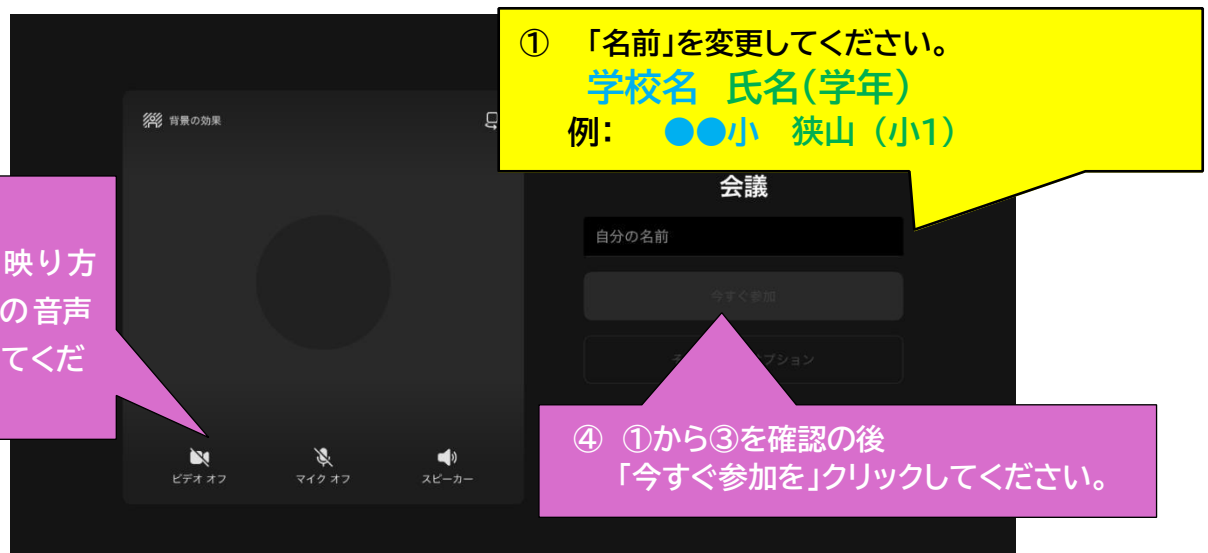 ① 「名前」を変更してください。
学校名 氏名(学年)
例： ●●小 狭山 (小1)
背景の効果
会議
自分の名前
今すぐ参加
プション
映り方
の音声
てくだ
④ ①から③を確認の後
「今すぐ参加を」クリックしてください。
ビデオ オフ
マイク オフ
スピーカー